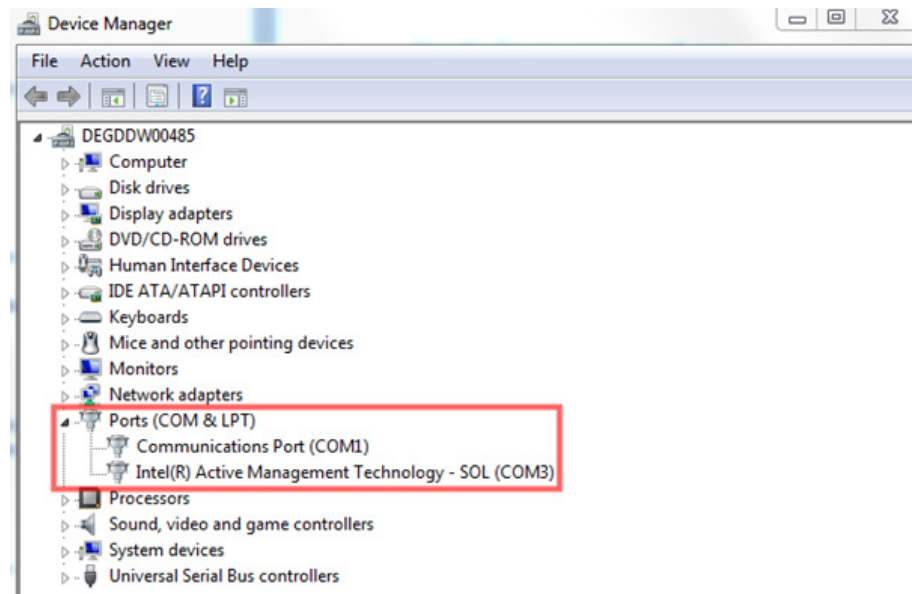 Device Manager
File Action View Help
DEGDDW00485
Computer
Disk drives
Display adapters
DVD/CD-ROM drives
Human Interface Devices
IDE ATA/ATAPI controllers
Keyboards
Mice and other pointing devices
Monitors
Network adapters
Ports (COM & LPT)
Communications Port (COM1)
Intel(R) Active Management Technology - SOL (COM3)
Processors
Sound, video and game controllers
System devices
Universal Serial Bus controllers